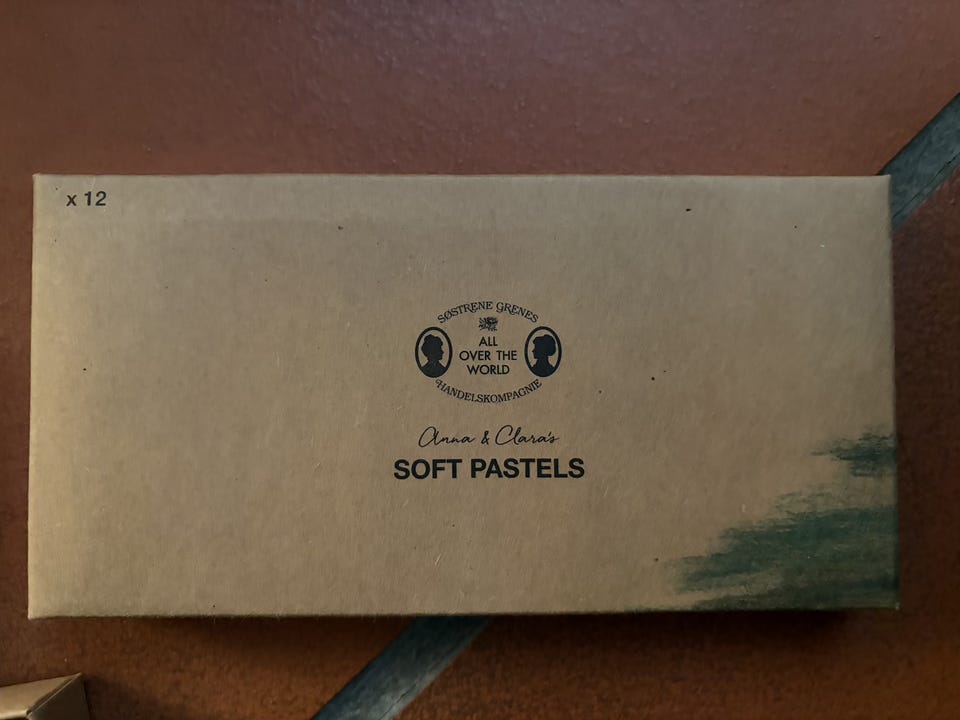 x 12
SØSTRENE GRENES
ALL
OVER THE
WORLD
HANDELSKOMPAGNIE
Anna & Clara's
SOFT PASTELS